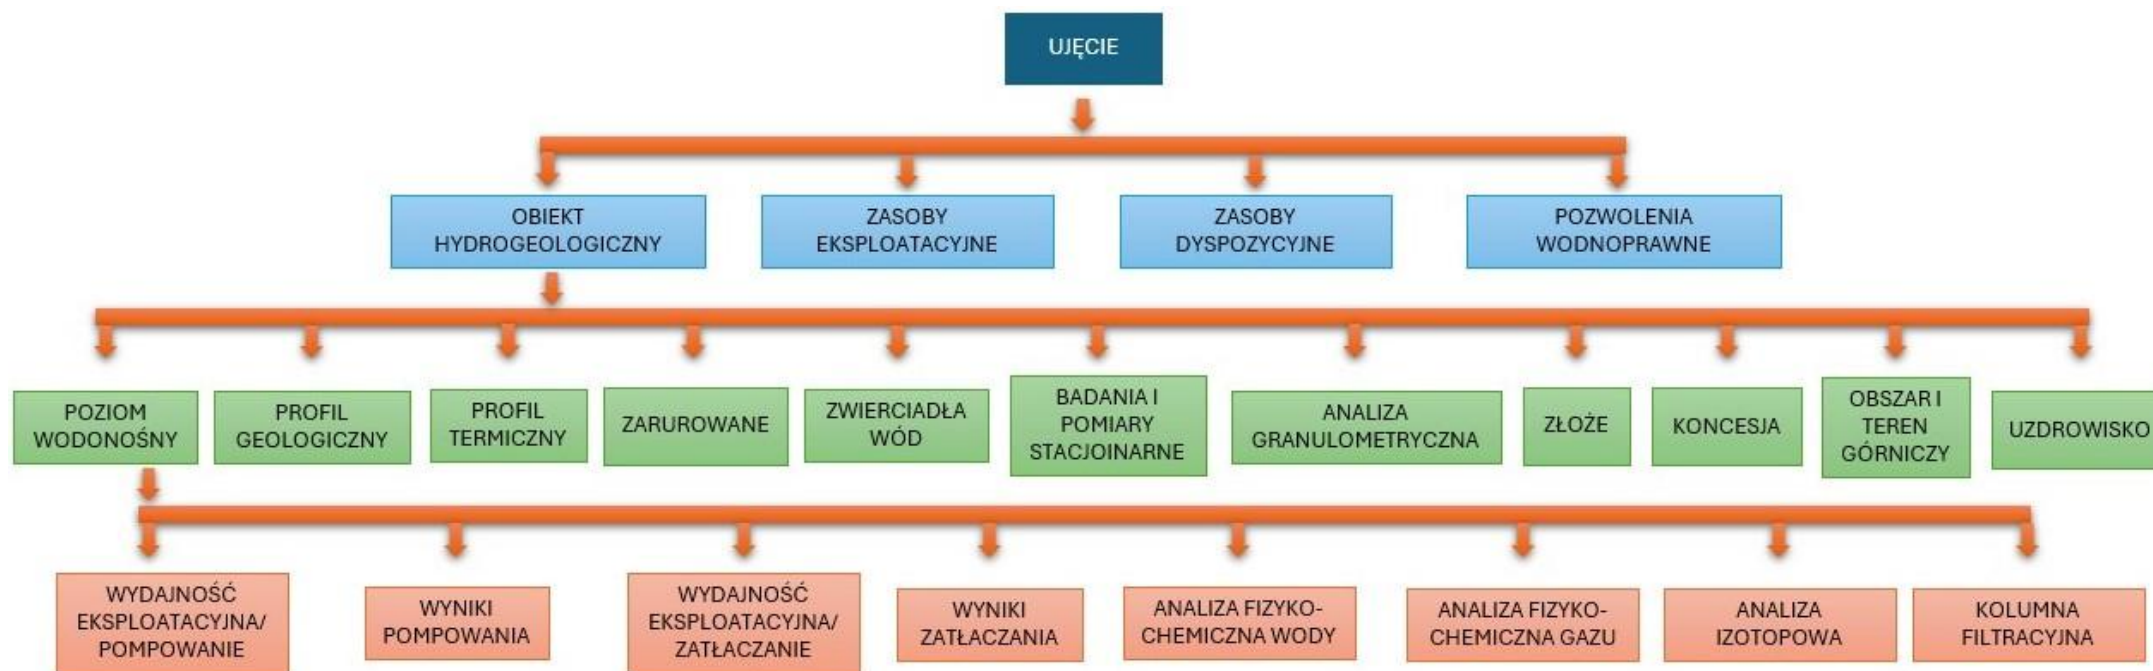 UJĘCIE
OBIEKT
HYDROGEOLOGICZNY
ZASOBY
EKSPLOATACYJNE
ZASOBY
DYSPOZYCYJNE
POZWOLENIA
WODNOPRAWNE
POZIOM
WODONOŚNY
PROFIL
GEOLOGICZNY
PROFIL
TERMICZNY
ZARUROWANE
ZWIERCIADŁA
WÓD
BADANIA I
POMIARY
STACJOINARNE
ANALIZA
GRANULOMETRYCZNA
ZŁOŻE
KONCESJA
OBSZAR I
TEREN
GÓRNICZY
UZDROWISKO
WYDAJNOŚĆ
EKSPLOATACYJNA/
POMPOWANIE
WYNIKI
POMPOWANIA
WYDAJNOŚĆ
EKSPLOATACYJNA/
ZATŁACZANIE
WYNIKI
ZATŁACZANIA
ANALIZA FIZYKO-
CHEMICZNA WODY
ANALIZA FIZYKO-
CHEMICZNA GAZU
ANALIZA
IZOTOPOWA
KOLUMNA
FILTRACYJNA